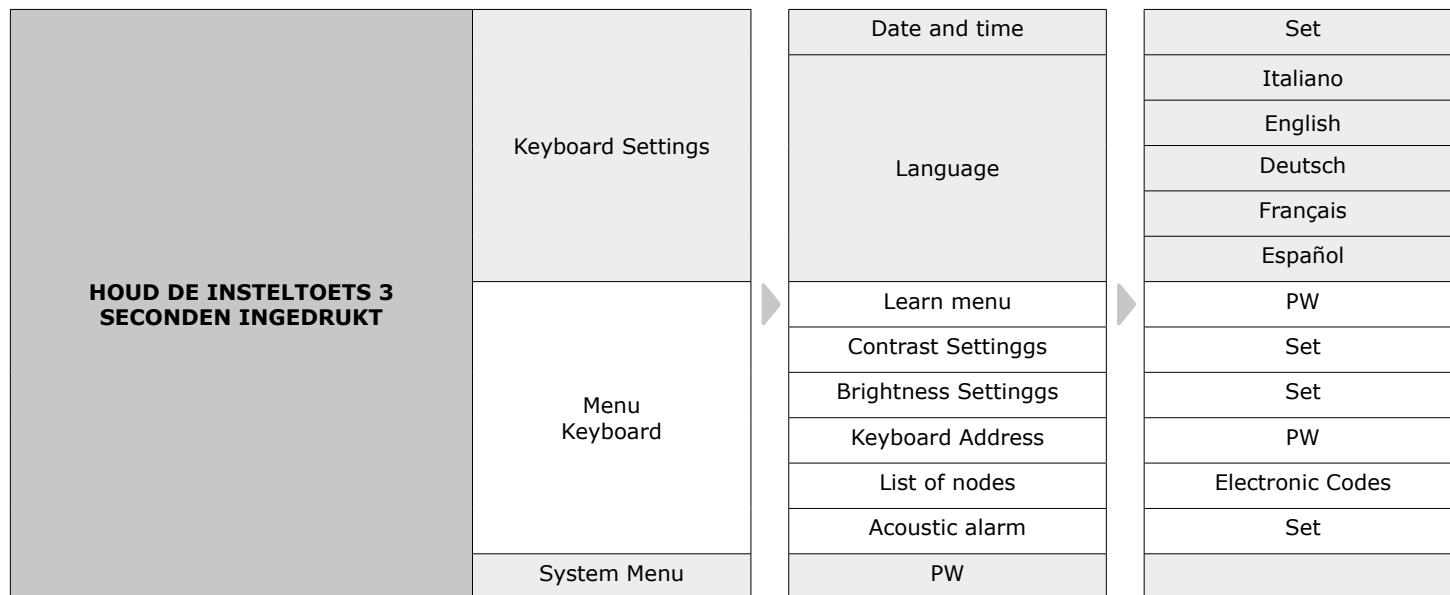 HOUD DE INSTELTOETS 3
SECONDEN INGEDRUKT
Keyboard Settings
Date and time
Set
Language
Italiano
English
Deutsch
Français
Español
Menu
Keyboard
Learn menu
PW
Contrast Settinggs
Set
Brightness Settinggs
Set
Keyboard Address
PW
List of nodes
Electronic Codes
Acoustic alarm
Set
System Menu
PW